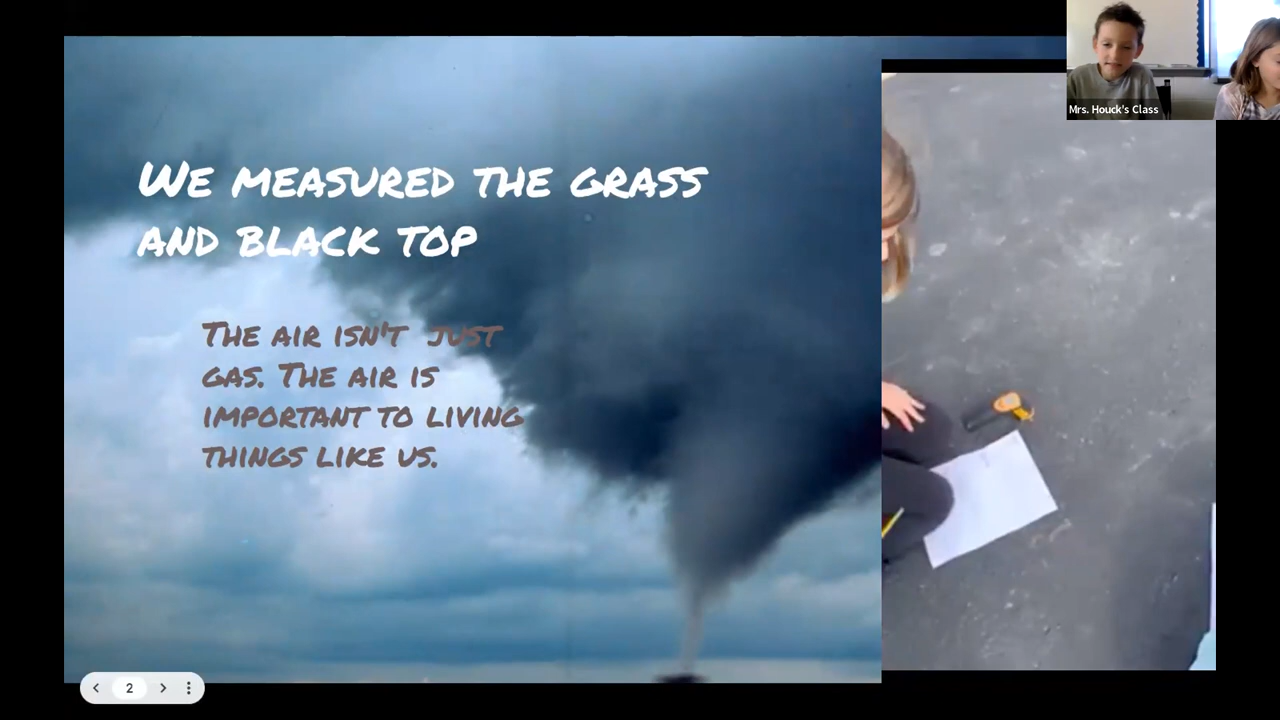 Mrs. Houck's Class
We measured the grass
and black top
The air isn't just
gas. The air is
important to living
things like us.
2